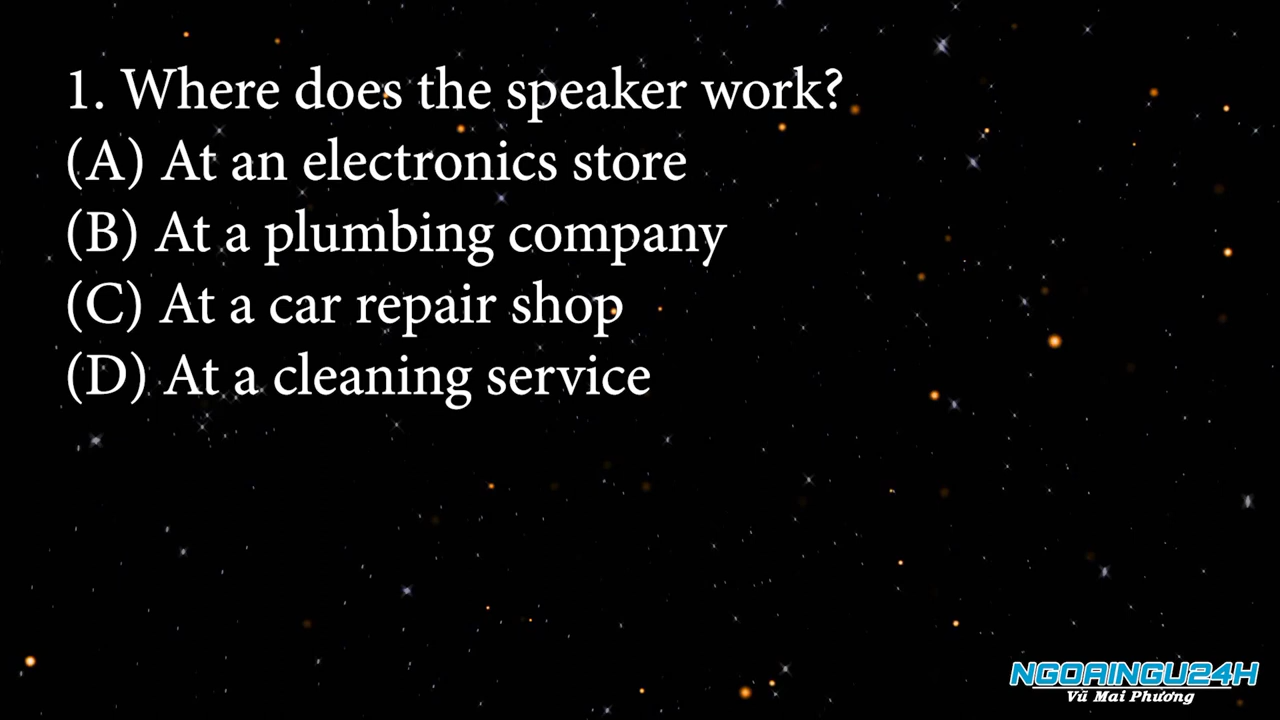 1. Where does the speaker work?
(A) At an electronics store
(B) At a plumbing company
(C) At a car repair shop
(D) At a cleaning service
NGOAINGU24H
Vũ Mai Phương